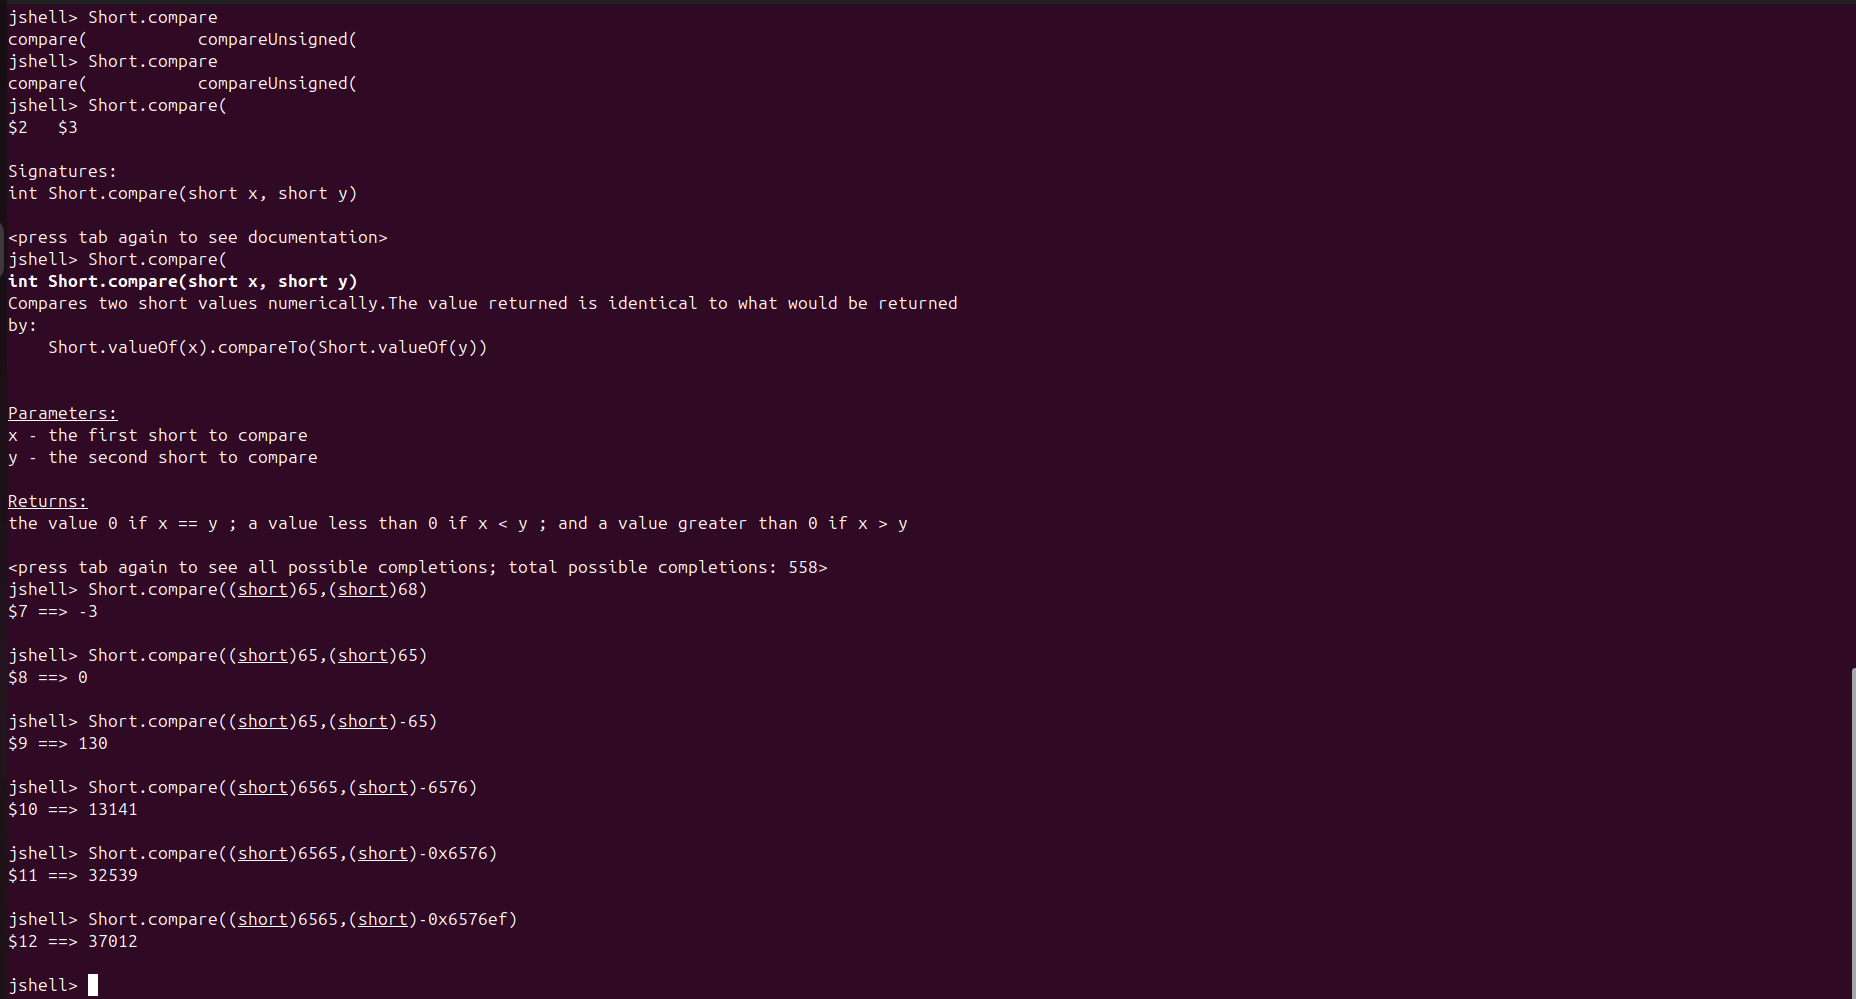 jshell> Short.compare
compare(           compareUnsigned(
jshell> Short.compare
compare(           compareUnsigned(
jshell> Short.compare(
$2   $3
Signatures:
int Short.compare(short x, short y)
<press tab again to see documentation>
jshell> Short.compare(
int Short.compare(short x, short y)
Compares two short values numerically.The value returned is identical to what would be returned
by:
    Short.valueOf(x).compareTo(Short.valueOf(y))
Parameters:
x - the first short to compare
y - the second short to compare
Returns:
the value 0 if x == y ; a value less than 0 if x < y ; and a value greater than 0 if x > y
<press tab again to see all possible completions; total possible completions: 558>
jshell> Short.compare((short)65,(short)68)
$7 ==> -3
jshell> Short.compare((short)65,(short)65)
$8 ==> 0
jshell> Short.compare((short)65,(short)-65)
$9 ==> 130
jshell> Short.compare((short)6565,(short)-6576)
$10 ==> 13141
jshell> Short.compare((short)6565,(short)-0x6576)
$11 ==> 32539
jshell> Short.compare((short)6565,(short)-0x6576ef)
$12 ==> 37012
jshell>